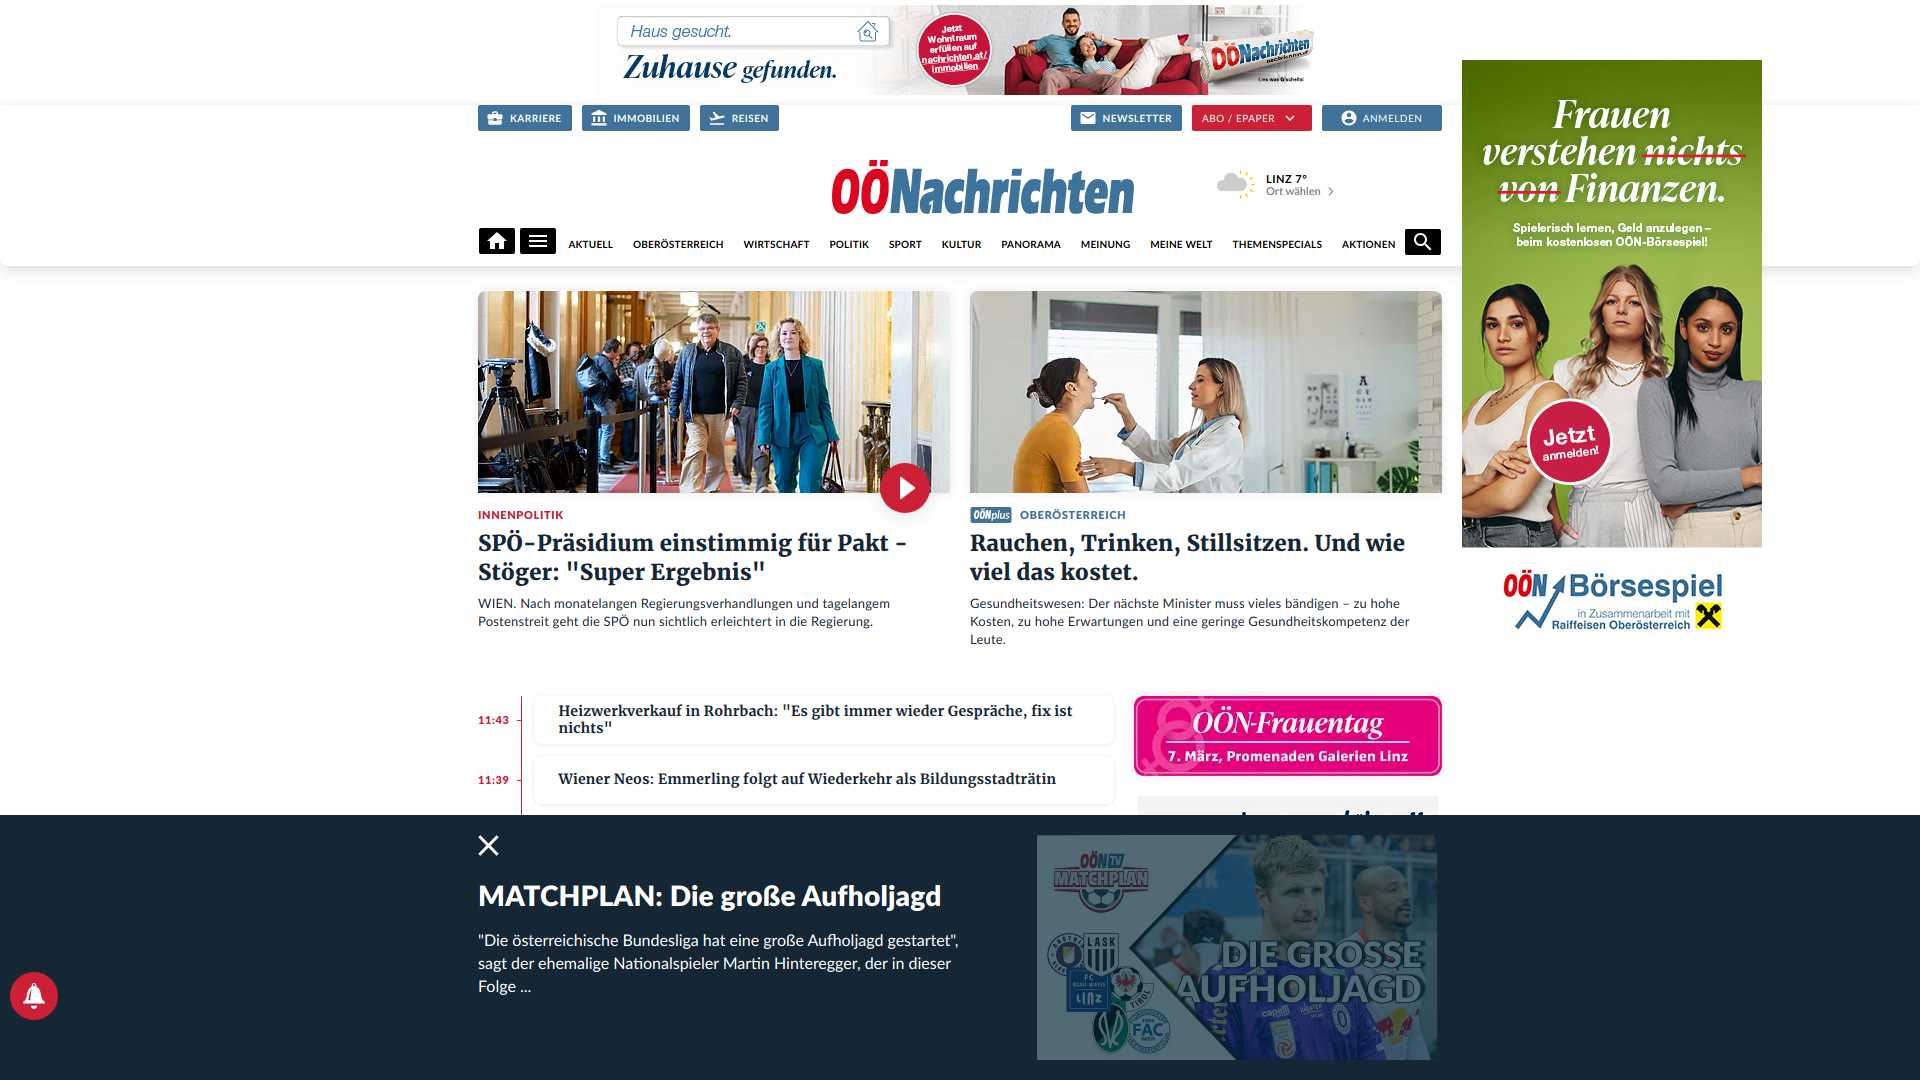 Haus gesucht.
Zuhause gefunden.
Jetzt
Wohntraum
erfüllen auf
nachrichten.at/
immobilien
OÖNachrichten
Lies was G'scheits!
KARRIERE
IMMOBILIEN
REISEN
NEWSLETTER
ABO / EPAPER
ANMELDEN
OÖNachrichten
LINZ 7°
Ort wählen
AKTUELL
OBERÖSTERREICH
WIRTSCHAFT
POLITIK
SPORT
KULTUR
PANORAMA
MEINUNG
MEINE WELT
THEMENSPECIALS
AKTIONEN
Frauen
verstehen nichts
von Finanzen.
Spielerisch lernen, Geld anzulegen –
beim kostenlosen OÖN-Börsespiel!
Jetzt
anmelden!
OÖN Börsespiel
in Zusammenarbeit mit
Raiffeisen Oberösterreich
INNENPOLITIK
SPÖ-Präsidium einstimmig für Pakt -
Stöger: "Super Ergebnis"
WIEN. Nach monatelangen Regierungsverhandlungen und tagelangem
Postenstreit geht die SPÖ nun sichtlich erleichtert in die Regierung.
OÖNplus OBERÖSTERREICH
Rauchen, Trinken, Stillsitzen. Und wie
viel das kostet.
Gesundheitswesen: Der nächste Minister muss vieles bändigen – zu hohe
Kosten, zu hohe Erwartungen und eine geringe Gesundheitskompetenz der
Leute.
11:43
Heizwerkverkauf in Rohrbach: "Es gibt immer wieder Gespräche, fix ist
nichts"
11:39
Wiener Neos: Emmerling folgt auf Wiederkehr als Bildungsstadträtin
OÖN-Frauentag
7. März, Promenaden Galerien Linz
MATCHPLAN: Die große Aufholjagd
"Die österreichische Bundesliga hat eine große Aufholjagd gestartet",
sagt der ehemalige Nationalspieler Martin Hinteregger, der in dieser
Folge ...
OÖN TV
MATCHPLAN
LASK
FC
BLAU WEISS
LINZ
TIROL
FAC
DIE GROSSE
AUFHOLJAGD
capelli